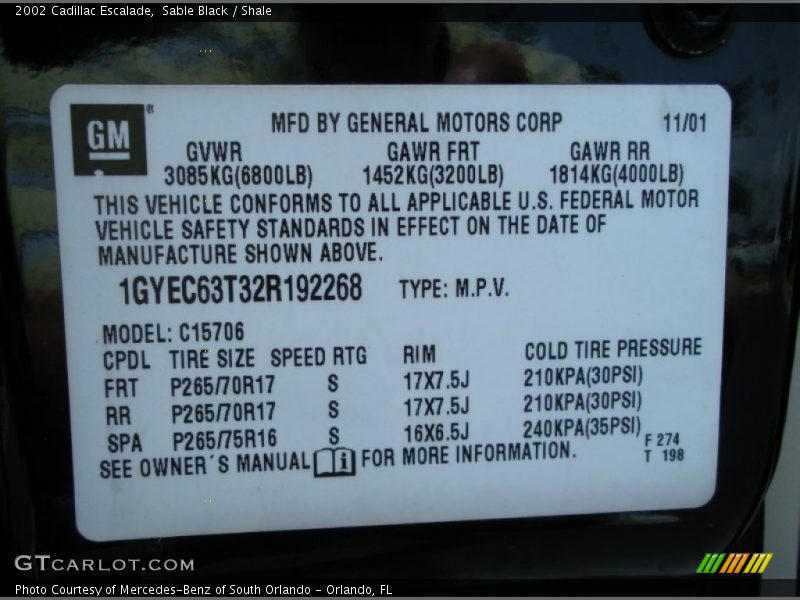 2002 Cadillac Escalade, Sable Black / Shale
GM ®
MFD BY GENERAL MOTORS CORP 11/01
GVWR GAWR FRT GAWR RR
3085KG(6800LB) 1452KG(3200LB) 1814KG(4000LB)
THIS VEHICLE CONFORMS TO ALL APPLICABLE U.S. FEDERAL MOTOR
VEHICLE SAFETY STANDARDS IN EFFECT ON THE DATE OF
MANUFACTURE SHOWN ABOVE.
1GYEC63T32R192268 TYPE: M.P.V.
MODEL: C15706
CPDL TIRE SIZE SPEED RTG RIM COLD TIRE PRESSURE
FRT P265/70R17 S 17X7.5J 210KPA(30PSI)
RR P265/70R17 S 17X7.5J 210KPA(30PSI)
SPA P265/75R16 S 16X6.5J 240KPA(35PSI)
F 274
SEE OWNER´S MANUAL i FOR MORE INFORMATION.
T 198
GTCARLOT.COM
Photo Courtesy of Mercedes-Benz of South Orlando - Orlando, FL